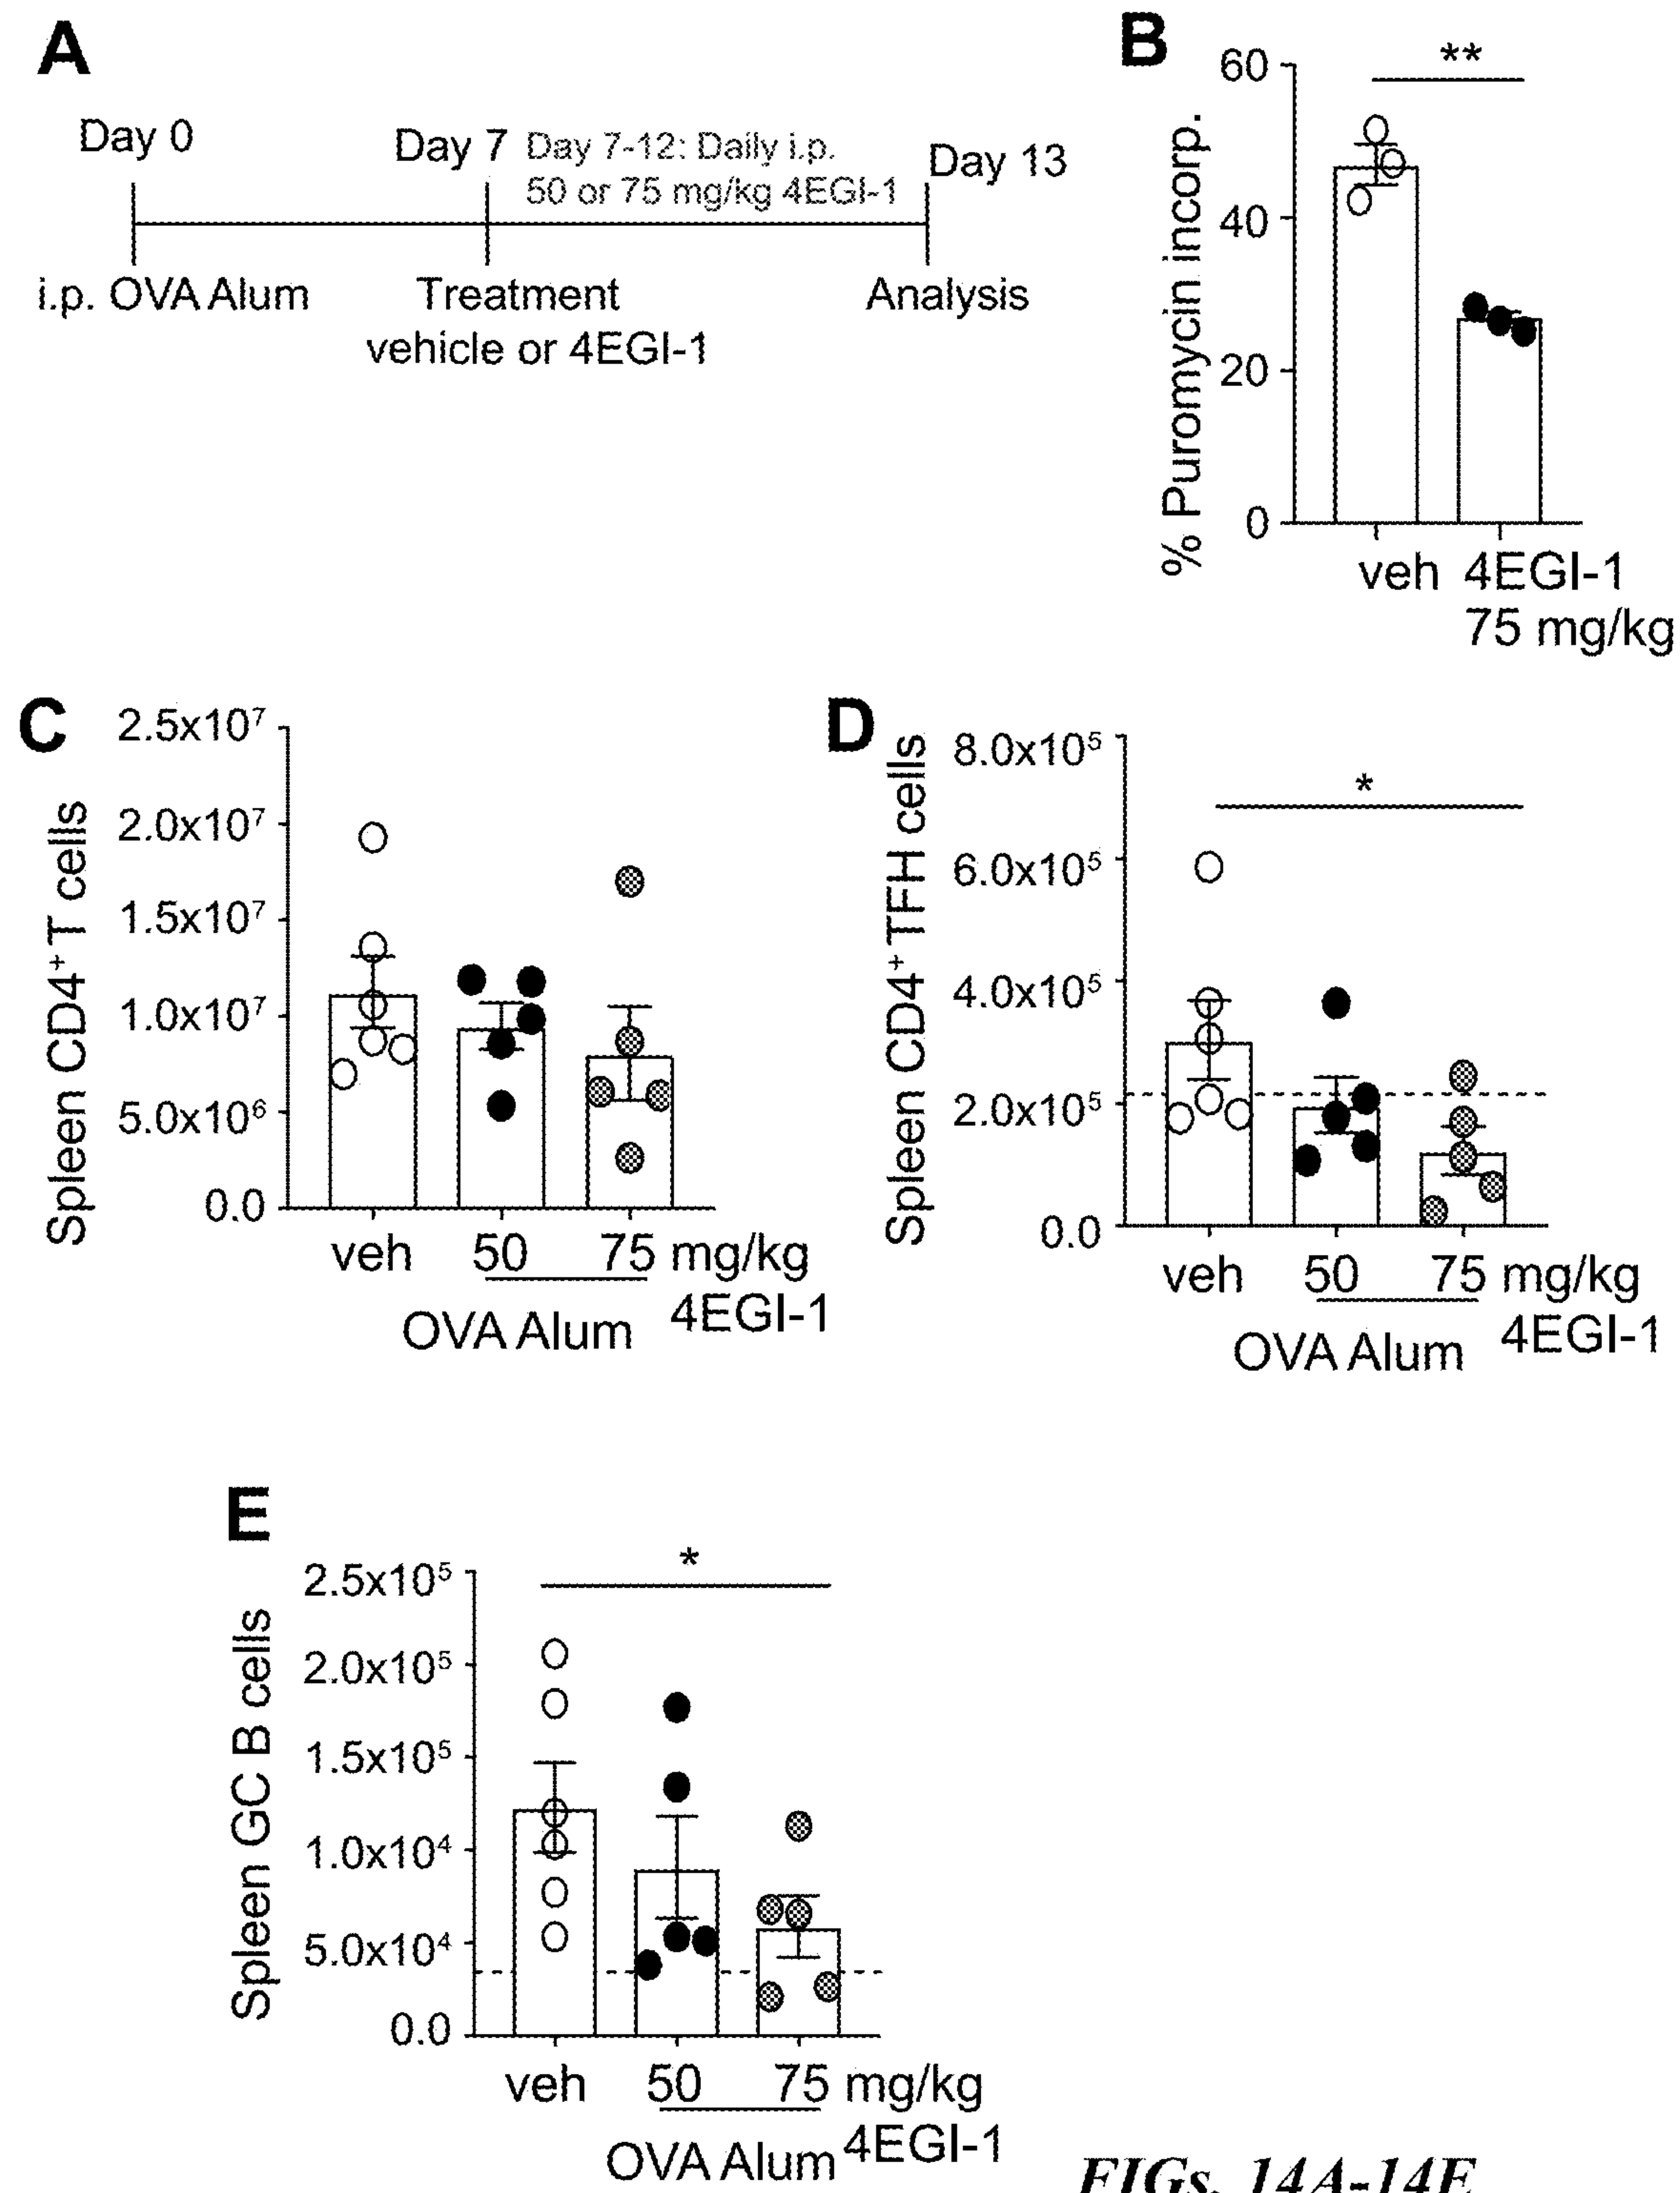 A
Day 0
Day 7
Day 7-12: Daily i.p.
50 or 75 mg/kg 4EGI-1
Day 13
i.p. OVA Alum
Treatment
vehicle or 4EGI-1
Analysis
B
**
% Puromycin incorp.
60
40
20
0
veh
4EGI-1
75 mg/kg
C
Spleen CD4⁺ T cells
2.5x10⁷
2.0x10⁷
1.5x10⁷
1.0x10⁷
5.0x10⁶
0.0
veh 50 75 mg/kg
OVA Alum 4EGI-1
D
*
Spleen CD4⁺ TFH cells
8.0x10⁵
6.0x10⁵
4.0x10⁵
2.0x10⁵
0.0
veh 50 75 mg/kg
OVA Alum 4EGI-1
E
*
Spleen GC B cells
2.5x10⁵
2.0x10⁵
1.5x10⁵
1.0x10⁴
5.0x10⁴
0.0
veh 50 75 mg/kg
OVA Alum 4EGI-1
FIGs. 14A-14E